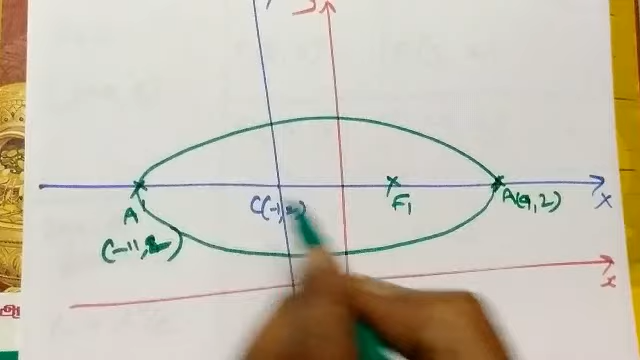 y
A'
(-11,2)
C(-1,2)
F₁
A(9,2)
X
x